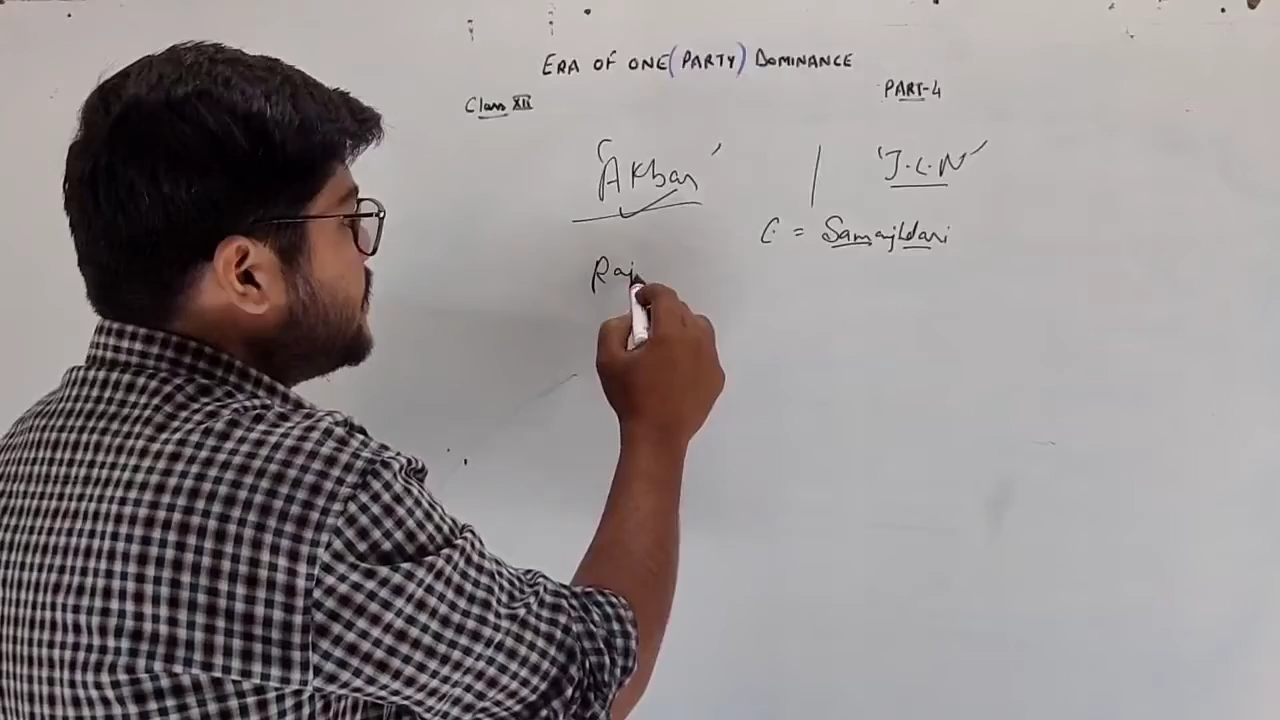 ERA OF ONE (PARTY) DOMINANCE
Class XII
PART-4
'Akbar' | 'J.L.N'
C = Samajhdari
Raj